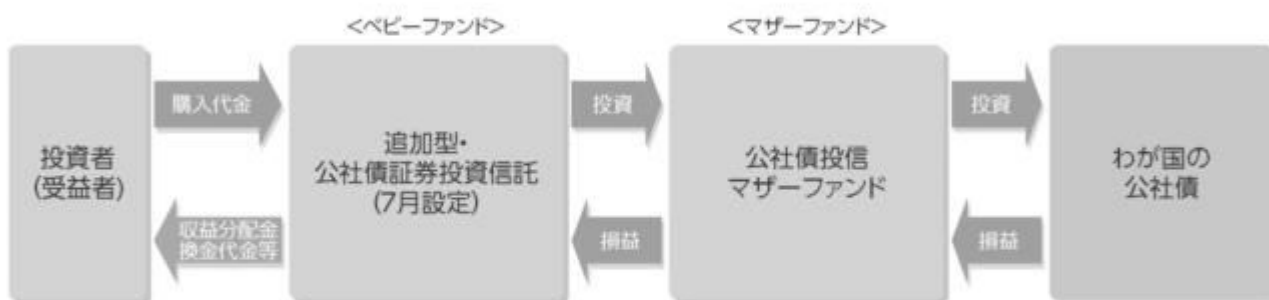 <ベビーファンド>
<マザーファンド>
投資者
(受益者)
購入代金
収益分配金
換金代金等
追加型・
公社債証券投資信託
(7月設定)
投資
損益
公社債投信
マザーファンド
投資
損益
わが国の
公社債